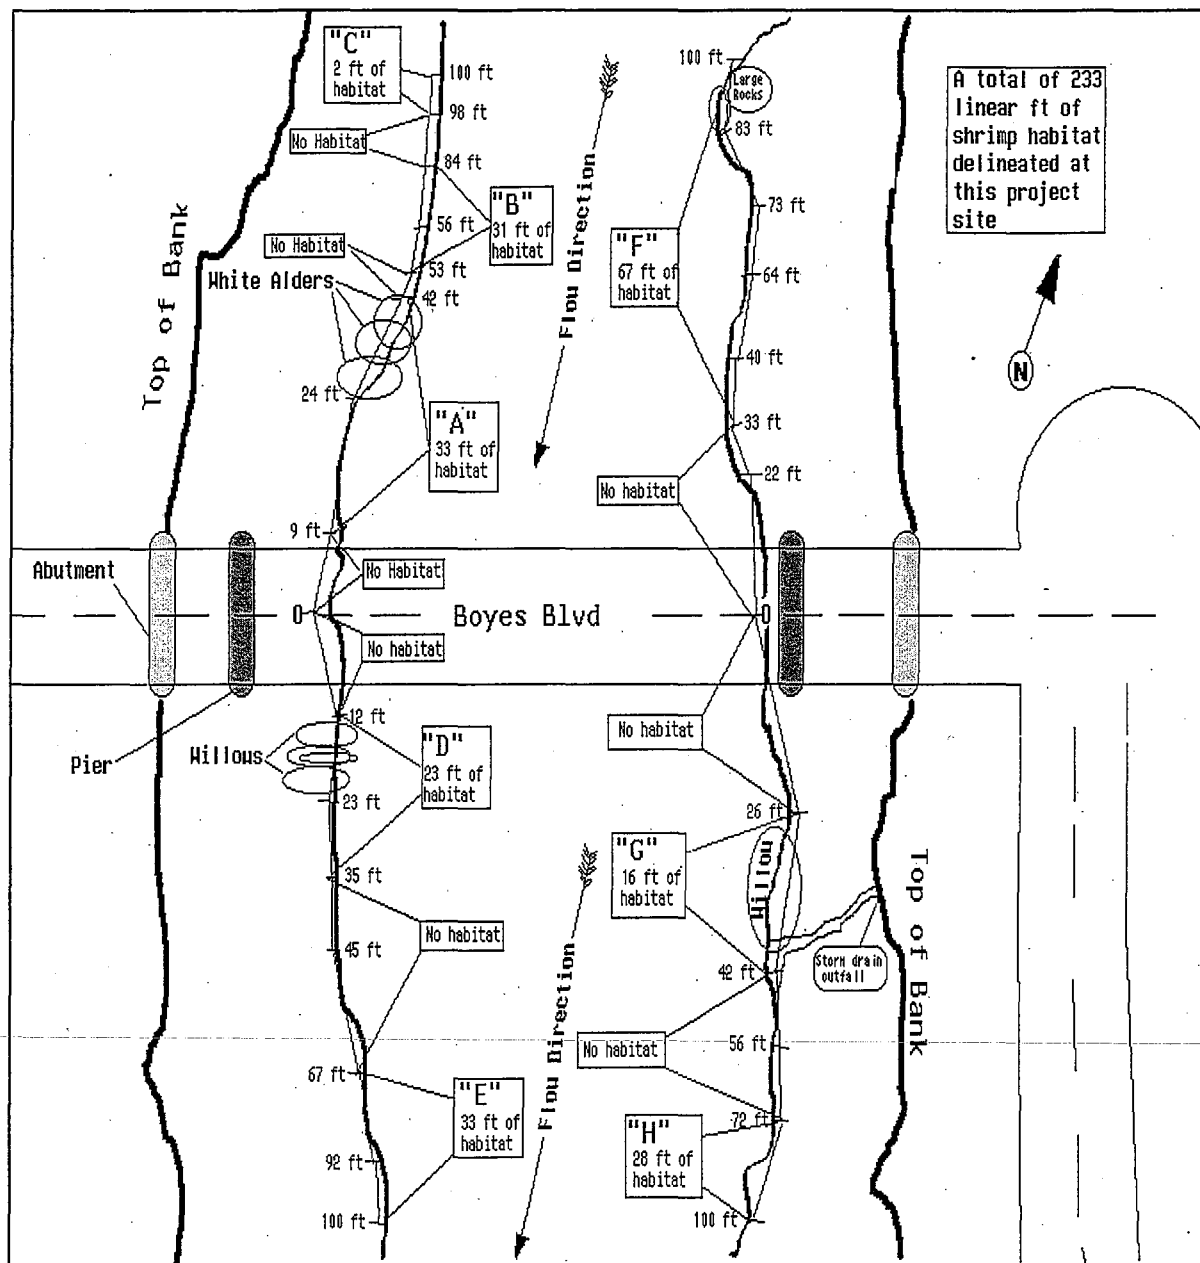 "C"
2 ft of
habitat
100 ft
98 ft
No Habitat
84 ft
"B"
31 ft of
habitat
56 ft
No Habitat
53 ft
White Alders
42 ft
24 ft
"A"
33 ft of
habitat
9 ft
Top of Bank
Flow Direction
100 ft
Large
Rocks
83 ft
73 ft
"F"
67 ft of
habitat
64 ft
40 ft
33 ft
22 ft
No habitat
A total of 233
linear ft of
shrimp habitat
delineated at
this project
site
N
Abutment
No Habitat
0
Boyes Blvd
0
No habitat
Pier
12 ft
Willows
"D"
23 ft of
habitat
23 ft
35 ft
No habitat
45 ft
67 ft
"E"
33 ft of
habitat
92 ft
100 ft
Flow Direction
No habitat
26 ft
"G"
16 ft of
habitat
Willow
42 ft
Storm drain
outfall
Top of Bank
No habitat
56 ft
72 ft
"H"
28 ft of
habitat
100 ft